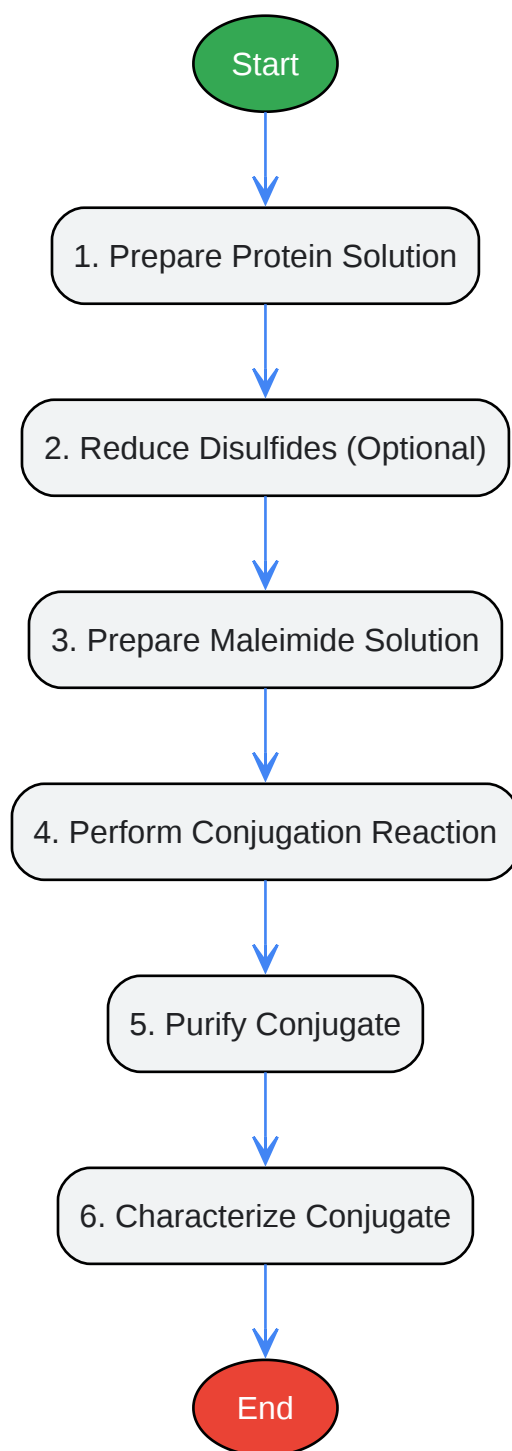 Start
1. Prepare Protein Solution
2. Reduce Disulfides (Optional)
3. Prepare Maleimide Solution
4. Perform Conjugation Reaction
5. Purify Conjugate
6. Characterize Conjugate
End